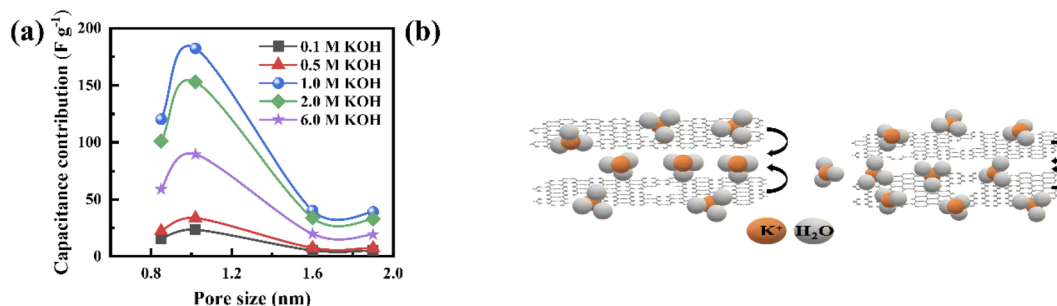 (a)
Capacitance contribution (F g⁻¹)
200
150
100
50
0
0.8
1.2
1.6
2.0
Pore size (nm)
0.1 M KOH
0.5 M KOH
1.0 M KOH
2.0 M KOH
6.0 M KOH
(b)
K⁺
H₂O